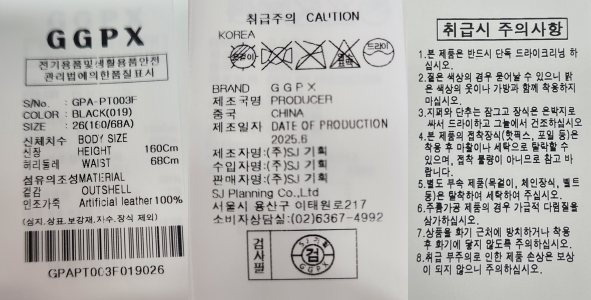 GGPX
전기용품및생활용품안전
관리법에의한품질표시
S/No. : GPA-PT003F
COLOR : BLACK(019)
SIZE : 26(160/68A)
신체치수 BODY SIZE
신장 HEIGHT 160Cm
허리둘레 WAIST 68Cm
섬유의조성 MATERIAL
겉감 OUTSHELL
인조가죽 Artificial leather 100%
(심지,상표,보강재,자수,장식 제외)
GPAPT003F019026
취급주의 CAUTION
KOREA
드라이
BRAND GGPX
제조국명 PRODUCER
중국 CHINA
제조일자 DATE OF PRODUCTION
2025.6
제조자명:(주)SJ 기획
수입자명:(주)SJ 기획
판매자명:(주)SJ 기획
SJ Planning Co.,Ltd
서울시 용산구 이태원로217
소비자상담실:(02)6367-4992
검사필
SJ기획
검
GGPX
취급시 주의사항
1.본 제품은 반드시 단독 드라이크리닝 하
십시오.
2.짙은 색상의 경우 묻어날 수 있으니 밝
은 색상의 옷이나 가방과 함께 착용하지
마십시오.
3.지퍼와 단추는 잠그고 장식은 은박지로
싸서 드라이하고 그늘에서 건조하십시오
4.본 제품의 접착장식(핫픽스, 포일 등)은
착용 후 마찰이나 세탁으로 탈락할 수
있으며, 접착 불량이 아니므로 참고 바
랍니다.
5.별도 부속 제품(목걸이, 체인장식, 벨트
등)은 탈착하여 세탁하여 주십시오.
6.주름가공 제품의 경우 가급적 다림질을
삼가하십시오.
7.상품을 화기 근처에 방치하거나 착용
후 화기에 닿지 않도록 주의하십시오.
8.취급 부주의로 인한 제품 손상은 보상
이 되지 않으니 주의하십시오.